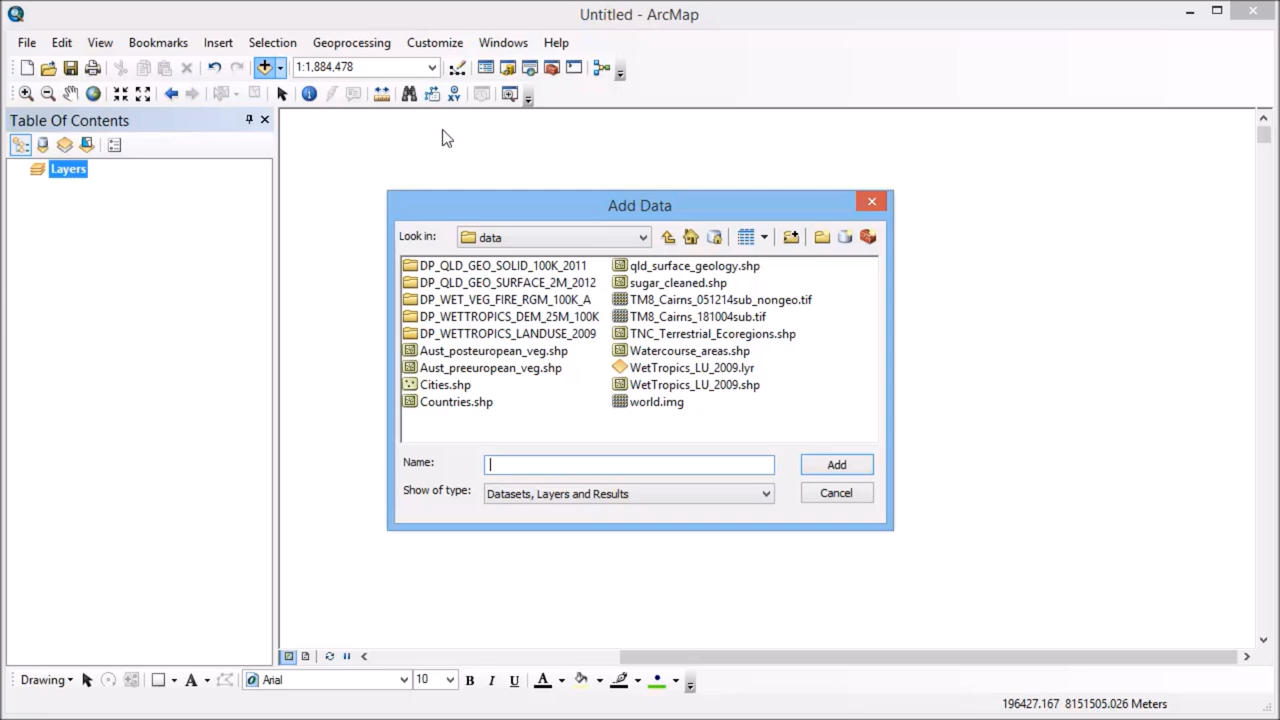 Untitled - ArcMap
File Edit View Bookmarks Insert Selection Geoprocessing Customize Windows Help
1:1,884,478
Table Of Contents
Layers
Add Data
Look in: data
DP_QLD_GEO_SOLID_100K_2011
DP_QLD_GEO_SURFACE_2M_2012
DP_WET_VEG_FIRE_RGM_100K_A
DP_WETTROPICS_DEM_25M_100K
DP_WETTROPICS_LANDUSE_2009
Aust_posteuropean_veg.shp
Aust_preeuropean_veg.shp
Cities.shp
Countries.shp
qld_surface_geology.shp
sugar_cleaned.shp
TM8_Cairns_051214sub_nongeo.tif
TM8_Cairns_181004sub.tif
TNC_Terrestrial_Ecoregions.shp
Watercourse_areas.shp
WetTropics_LU_2009.lyr
WetTropics_LU_2009.shp
world.img
Name: Add
Show of type: Datasets, Layers and Results Cancel
Drawing A Arial 10 B I U A
196427.167 8151505.026 Meters